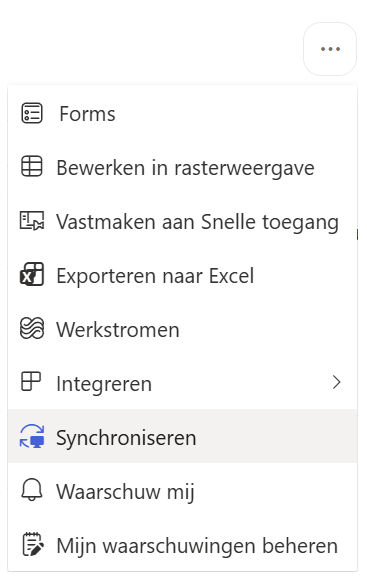 Forms
Bewerken in rasterweergave
Vastmaken aan Snelle toegang
Exporteren naar Excel
Werkstromen
Integreren
Synchroniseren
Waarschuw mij
Mijn waarschuwingen beheren